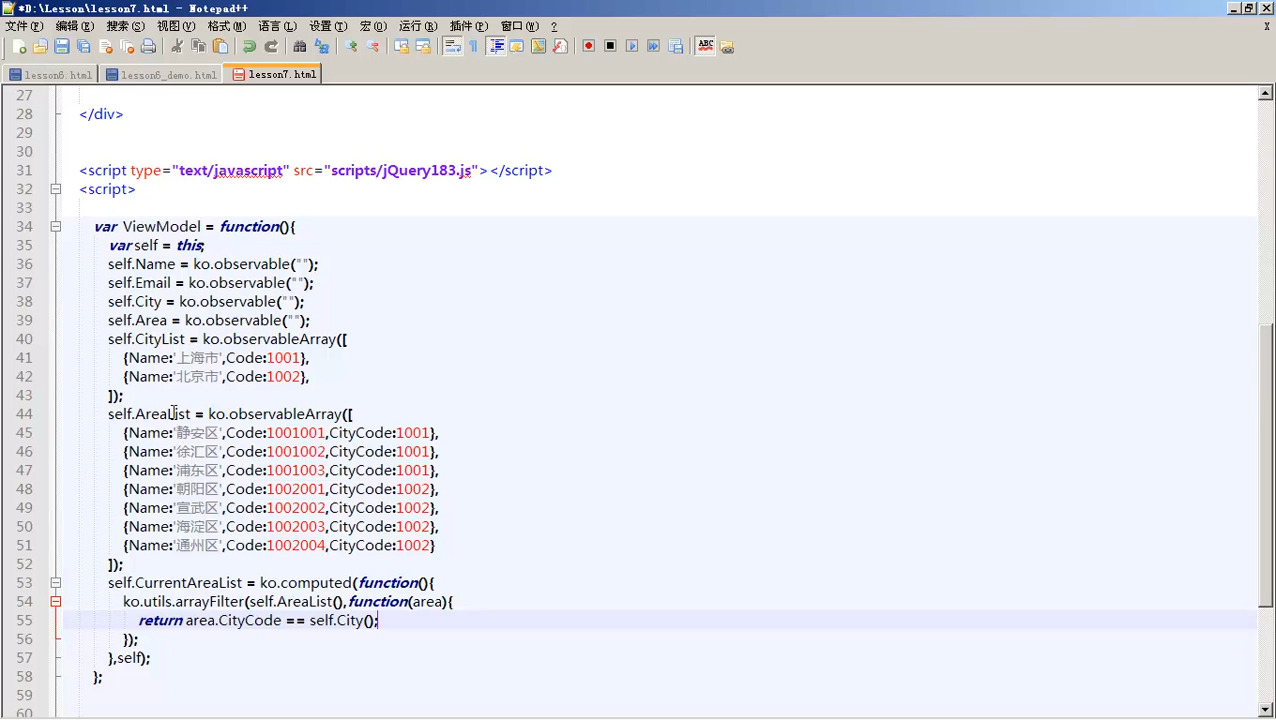 *D:\Lesson\lesson7.html - Notepad++
文件(F) 编辑(E) 搜索(S) 视图(V) 格式(M) 语言(L) 设置(T) 宏(O) 运行(R) 插件(P) 窗口(W) ? X
ABC
lesson6.html lesson6_demo.html lesson7.html
27
28 </div>
29
30
31 <script type="text/javascript" src="scripts/jQuery183.js"></script>
32 <script>
33
34 var ViewModel = function(){
35 var self = this;
36 self.Name = ko.observable("");
37 self.Email = ko.observable("");
38 self.City = ko.observable("");
39 self.Area = ko.observable("");
40 self.CityList = ko.observableArray([
41 {Name:'上海市',Code:1001},
42 {Name:'北京市',Code:1002},
43 ]);
44 self.AreaList = ko.observableArray([
45 {Name:'静安区',Code:1001001,CityCode:1001},
46 {Name:'徐汇区',Code:1001002,CityCode:1001},
47 {Name:'浦东区',Code:1001003,CityCode:1001},
48 {Name:'朝阳区',Code:1002001,CityCode:1002},
49 {Name:'宣武区',Code:1002002,CityCode:1002},
50 {Name:'海淀区',Code:1002003,CityCode:1002},
51 {Name:'通州区',Code:1002004,CityCode:1002}
52 ]);
53 self.CurrentAreaList = ko.computed(function(){
54 ko.utils.arrayFilter(self.AreaList(),function(area){
55 return area.CityCode == self.City();
56 });
57 },self);
58 };
59
60